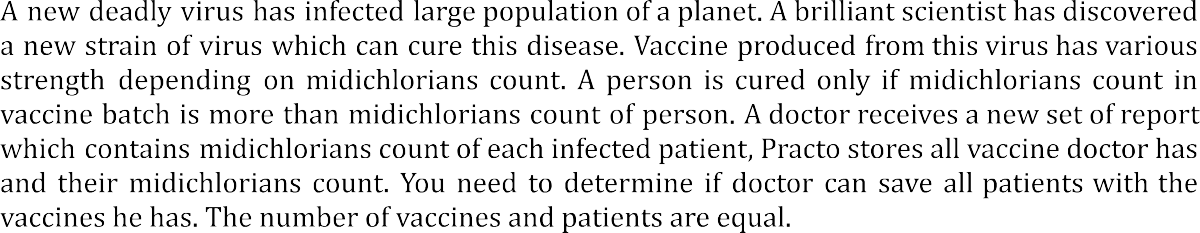 A new deadly virus has infected large population of a planet. A brilliant scientist has discovered
a new strain of virus which can cure this disease. Vaccine produced from this virus has various
strength depending on midichlorians count. A person is cured only if midichlorians count in
vaccine batch is more than midichlorians count of person. A doctor receives a new set of report
which contains midichlorians count of each infected patient, Practo stores all vaccine doctor has
and their midichlorians count. You need to determine if doctor can save all patients with the
vaccines he has. The number of vaccines and patients are equal.